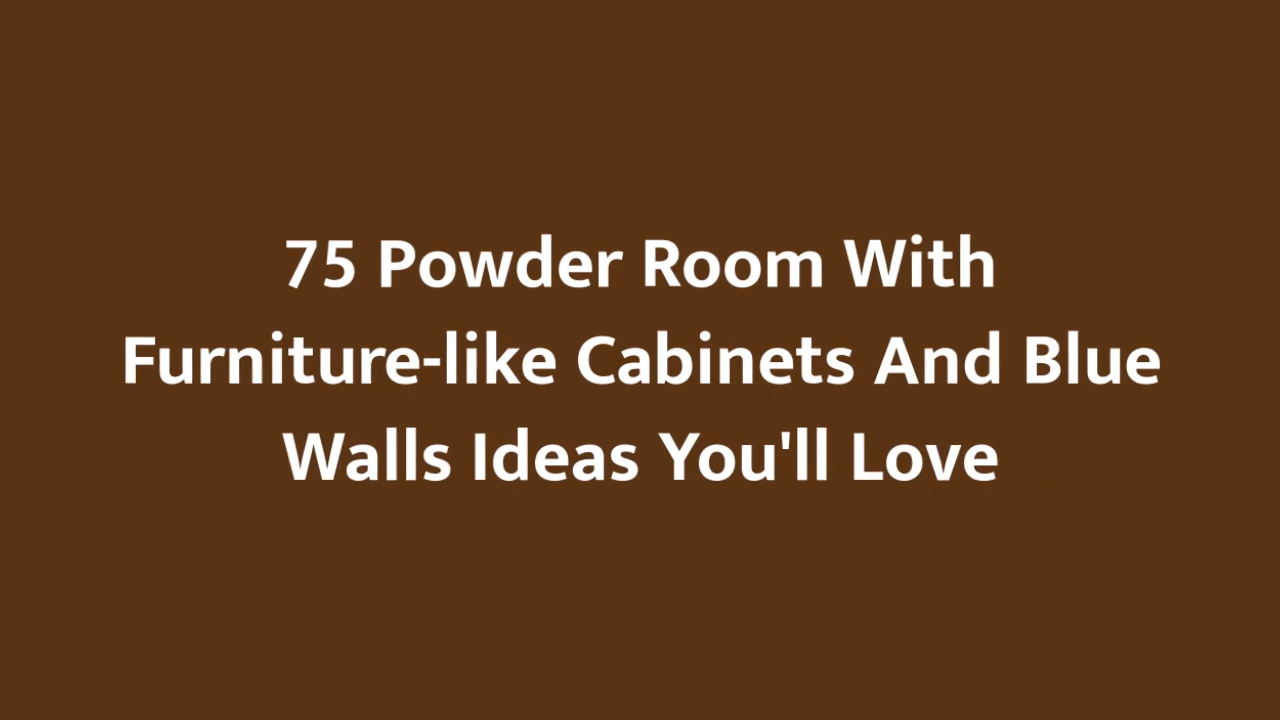 75 Powder Room With
Furniture-like Cabinets And Blue
Walls Ideas You'll Love